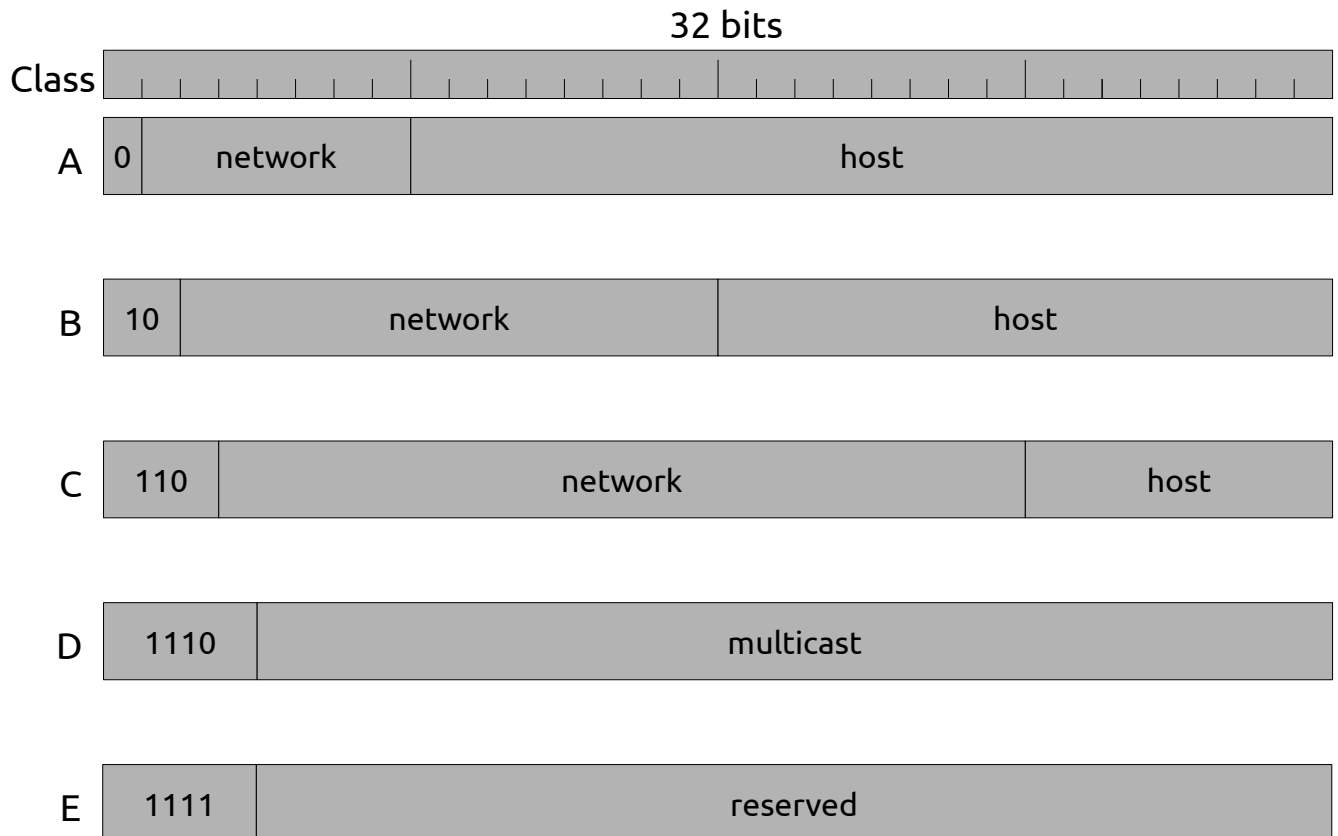 32 bits
Class
A 0 network host
B 10 network host
C 110 network host
D 1110 multicast
E 1111 reserved